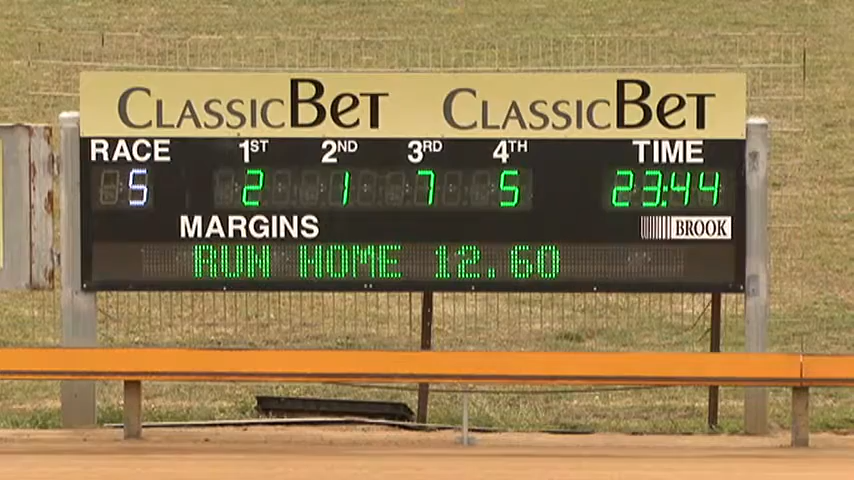 CLASSICBET CLASSICBET
RACE 1ST 2ND 3RD 4TH TIME
5 2 1 7 5 23:44
MARGINS BROOK
RUN HOME 12.60